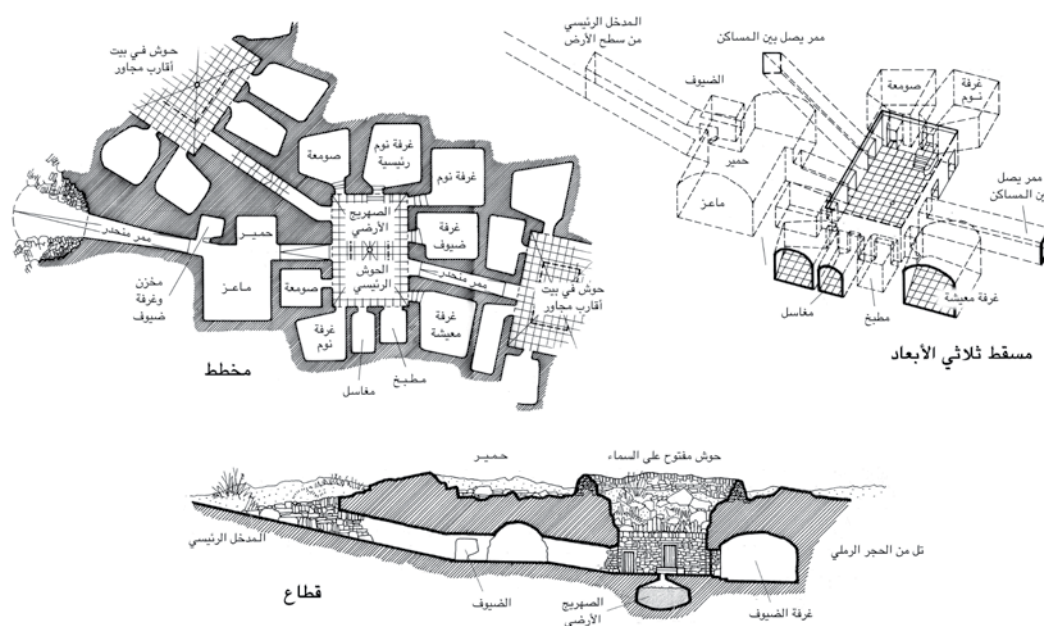 حوش في بيت
أقارب مجاور
صومعة
غرفة نوم
رئيسية
غرفة نوم
الصهريج
الأرضي
غرفة
ضيوف
ممر منحدر
حمير
مخزن
وغرفة
ضيوف
ماعز
صومعة
الحوش
الرئيسي
ممر منحدر
حوش في بيت
أقارب مجاور
غرفة
نوم
غرفة
معيشة
مغاسل
مطبخ
مخطط
المدخل الرئيسي
من سطح الأرض
ممر يصل بين المساكن
الضيوف
صومعة
غرفة
نوم
حمير
ماعز
ممر يصل
بين المساكن
مغاسل
مطبخ
غرفة معيشة
مسقط ثلاثي الأبعاد
حمير
حوش مفتوح على السماء
المدخل الرئيسي
تل من الحجر الرملي
الضيوف
الصهريج
الأرضي
غرفة الضيوف
قطاع